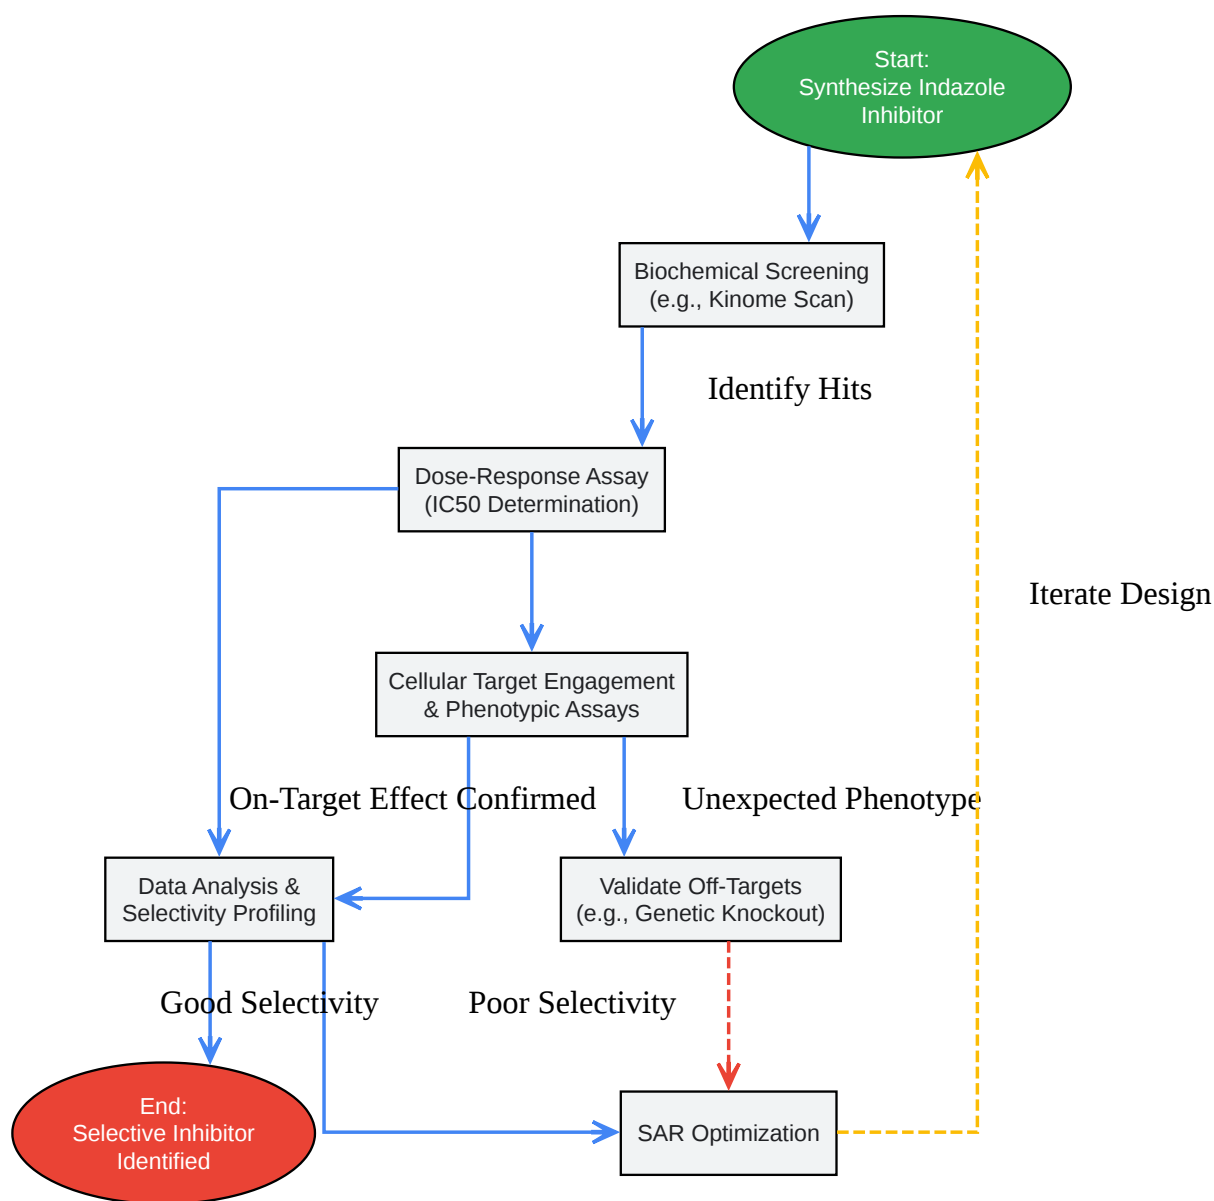 Start:
Synthesize Indazole
Inhibitor
Biochemical Screening
(e.g., Kinome Scan)
Identify Hits
Dose-Response Assay
(IC50 Determination)
Iterate Design
Cellular Target Engagement
& Phenotypic Assays
On-Target Effect Confirmed
Unexpected Phenotype
Data Analysis &
Selectivity Profiling
Validate Off-Targets
(e.g., Genetic Knockout)
Good Selectivity
Poor Selectivity
End:
Selective Inhibitor
Identified
SAR Optimization